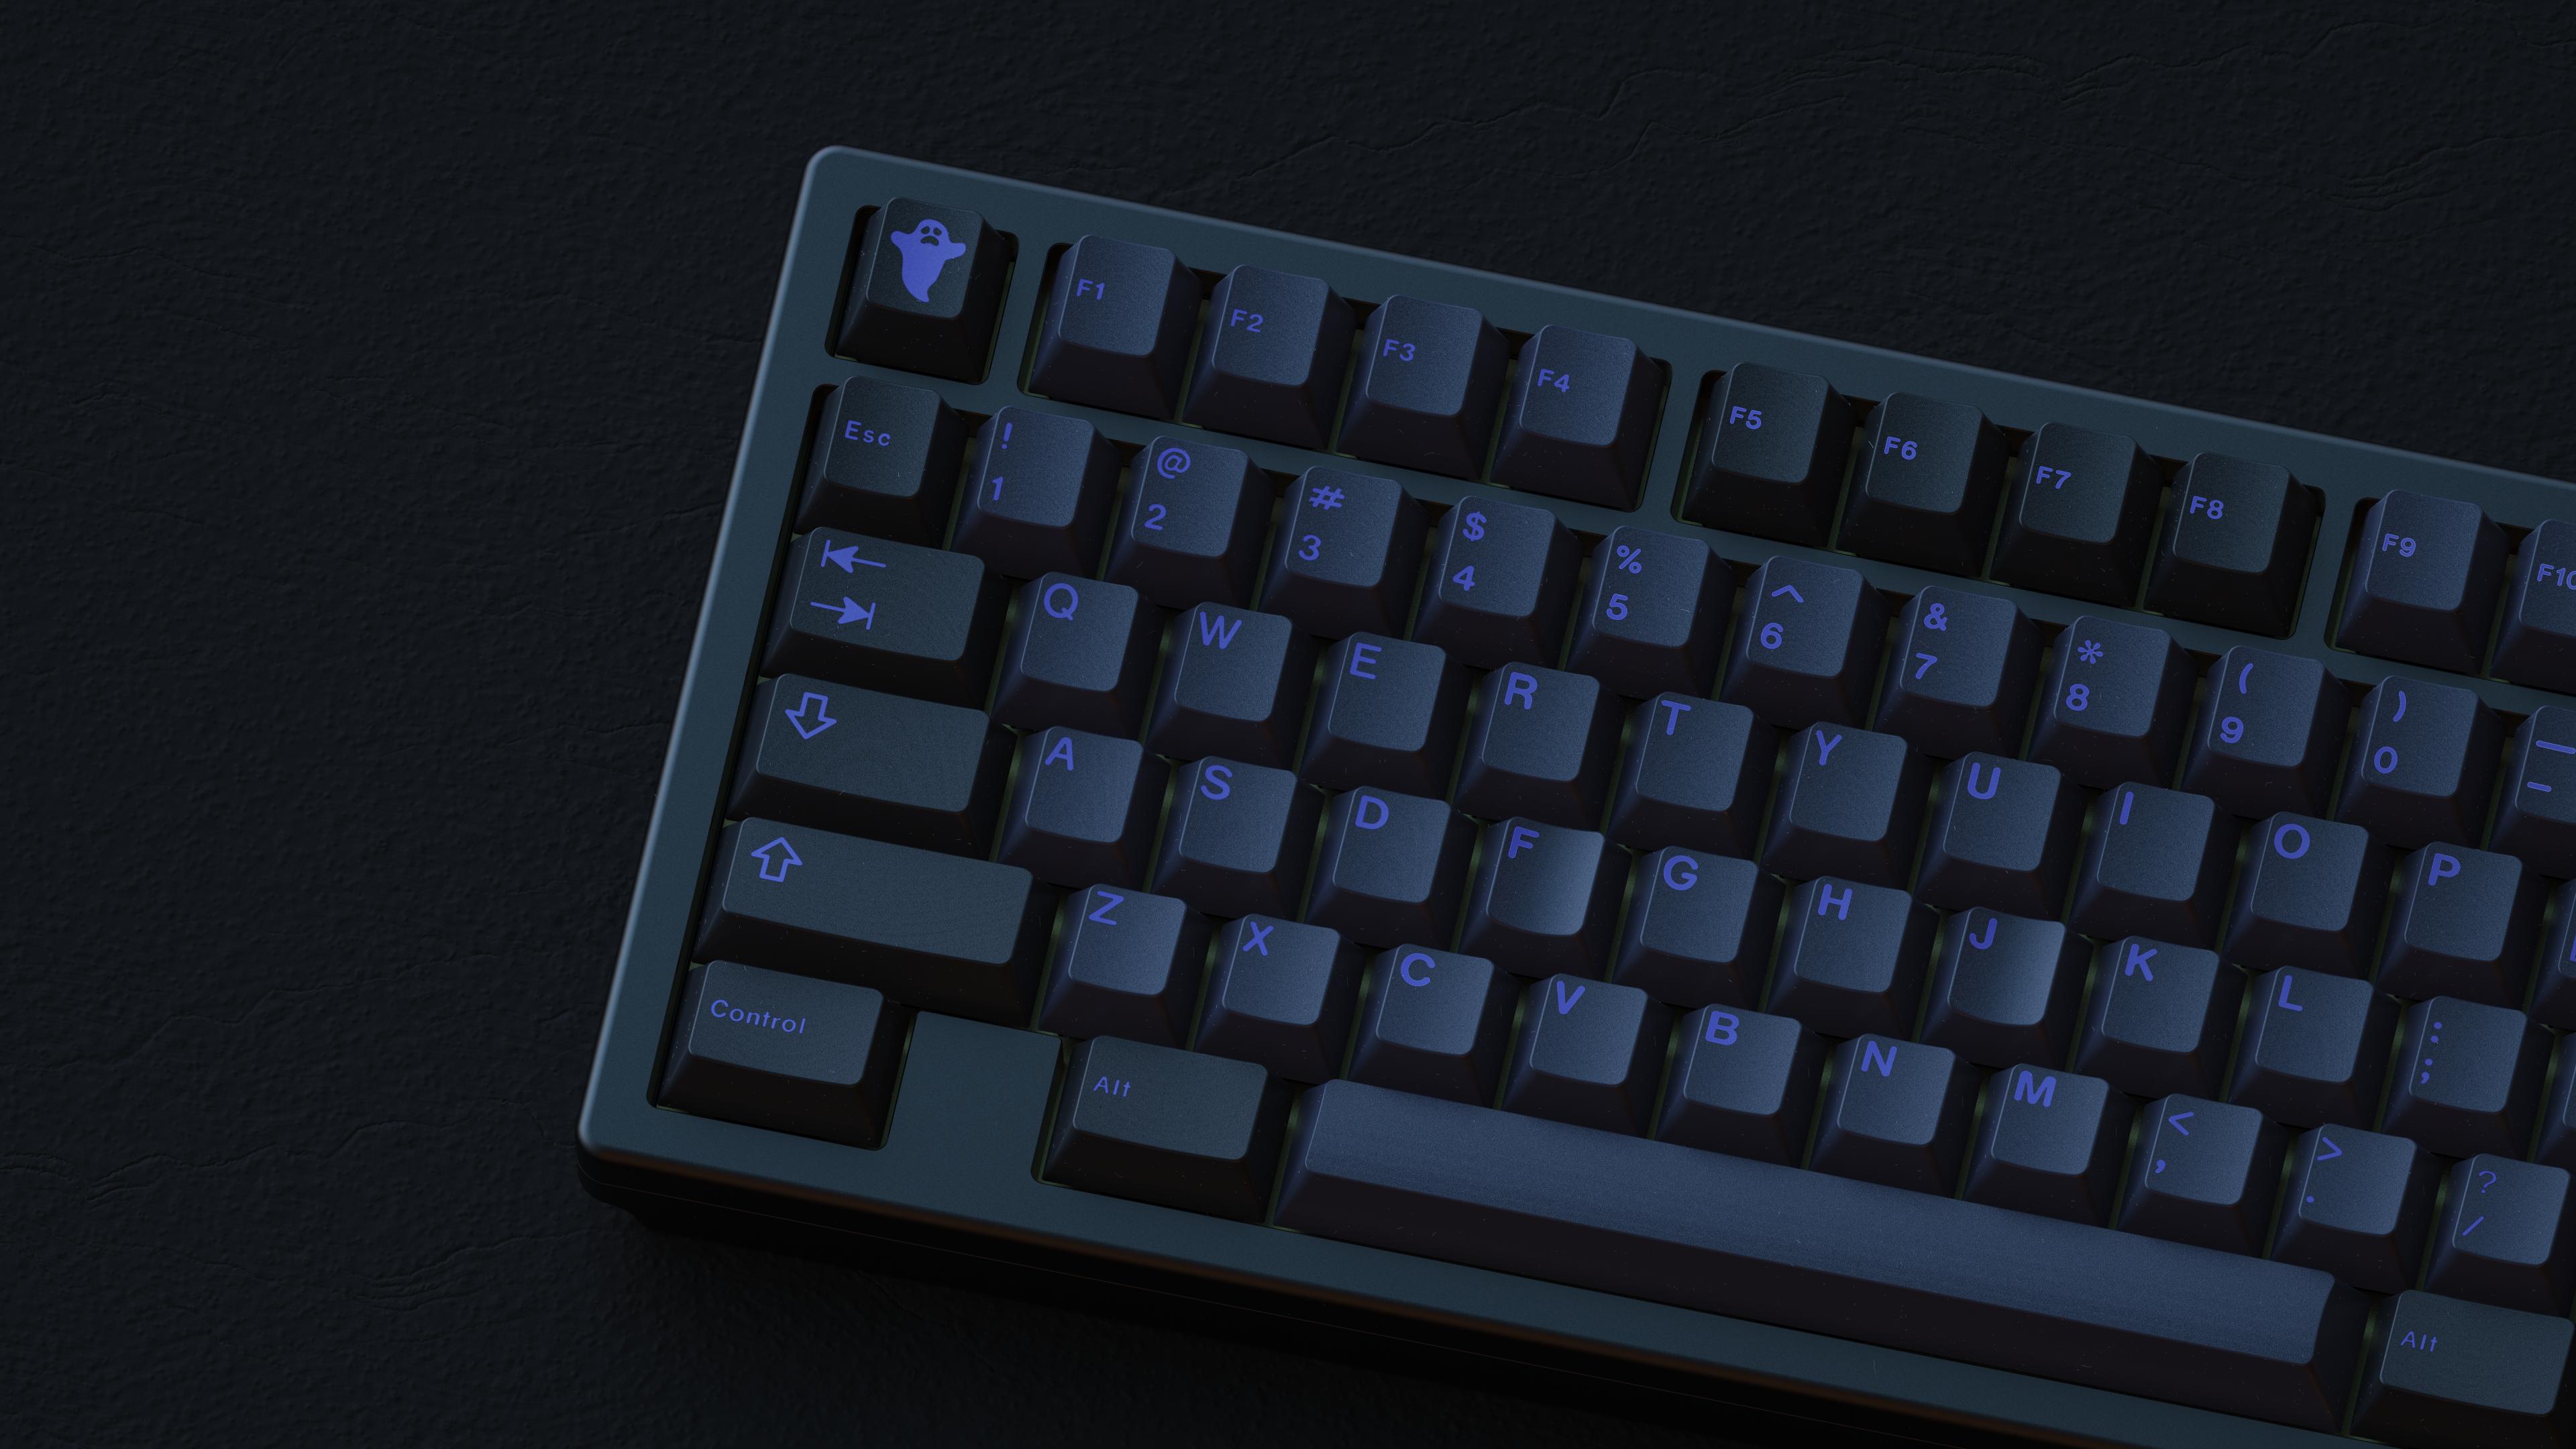 F1 F2 F3 F4 F5 F6 F7 F8 F9 F10
Esc ! @ # $ % ^ & * ( ) —
1 2 3 4 5 6 7 8 9 0 -
Q W E R T Y U I O P
A S D F G H J K L :
;
Z X C V B N M < > ?
, . /
Control Alt Alt